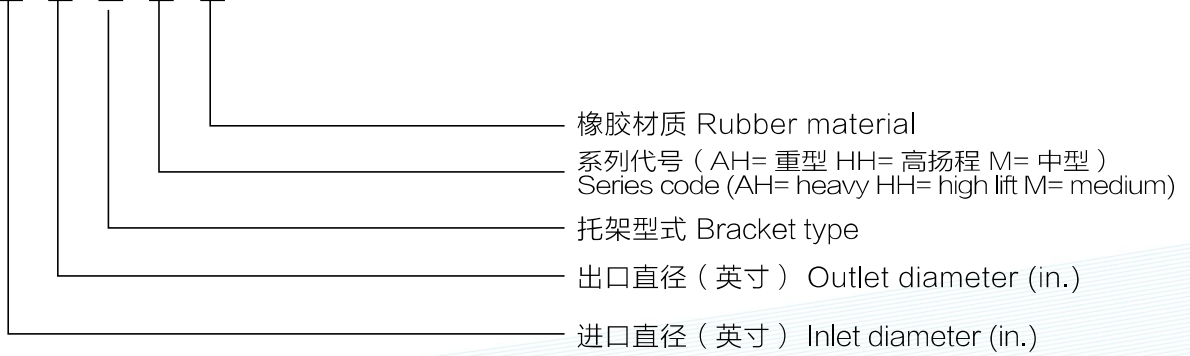 橡胶材质 Rubber material
系列代号（AH= 重型 HH= 高扬程 M= 中型）
Series code (AH= heavy HH= high lift M= medium)
托架型式 Bracket type
出口直径（英寸） Outlet diameter (in.)
进口直径（英寸） Inlet diameter (in.)